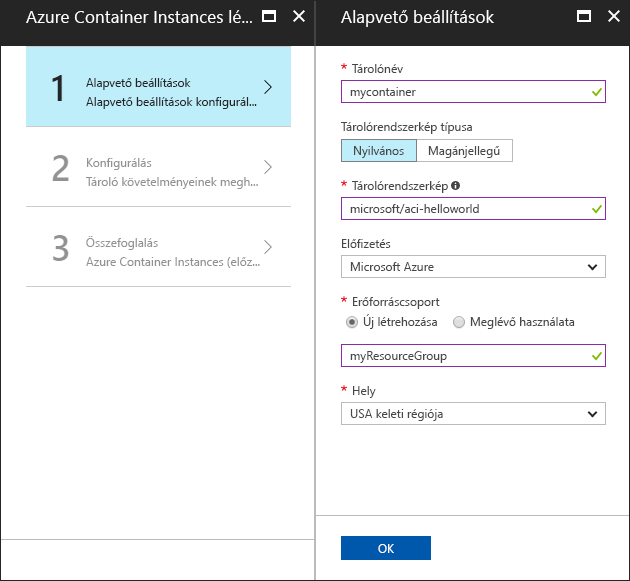 Azure Container Instances lé...
1
Alapvető beállítások
Alapvető beállítások konfigurál...
2
Konfigurálás
Tároló követelményeinek megh...
3
Összefoglalás
Azure Container Instances (előz...
Alapvető beállítások
* Tárolónév
mycontainer
Tárolórendszerkép típusa
Nyilvános Magánjellegű
* Tárolórendszerkép
microsoft/aci-helloworld
Előfizetés
Microsoft Azure
* Erőforráscsoport
Új létrehozása Meglévő használata
myResourceGroup
* Hely
USA keleti régiója
OK